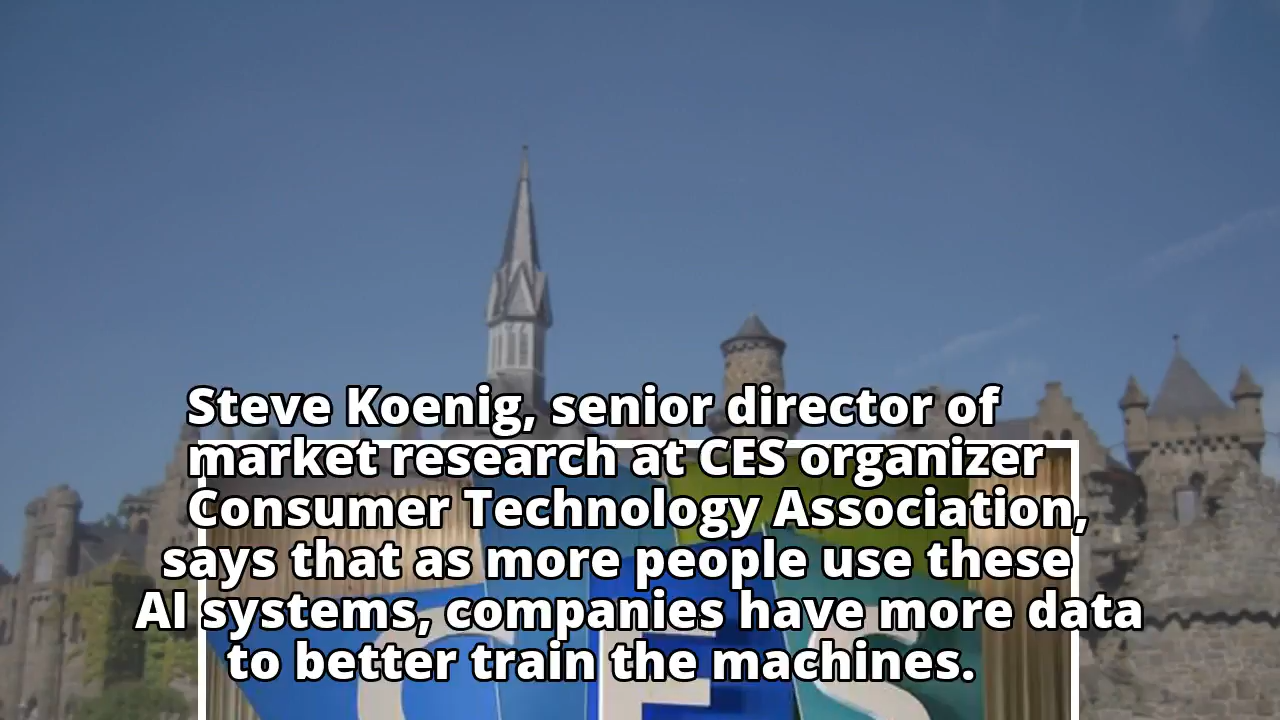 Steve Koenig, senior director of
market research at CES organizer
Consumer Technology Association,
says that as more people use these
AI systems, companies have more data
to better train the machines.
CES